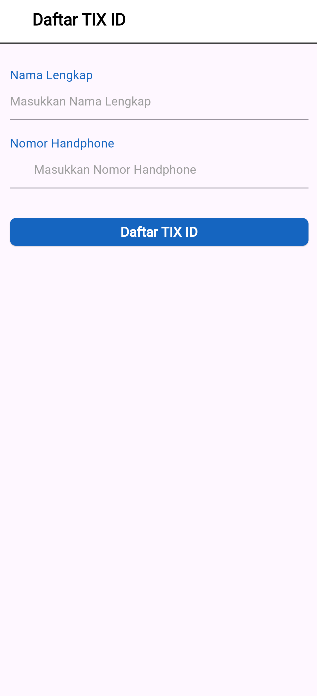 Daftar TIX ID
Nama Lengkap
Masukkan Nama Lengkap
Nomor Handphone
Masukkan Nomor Handphone
Daftar TIX ID